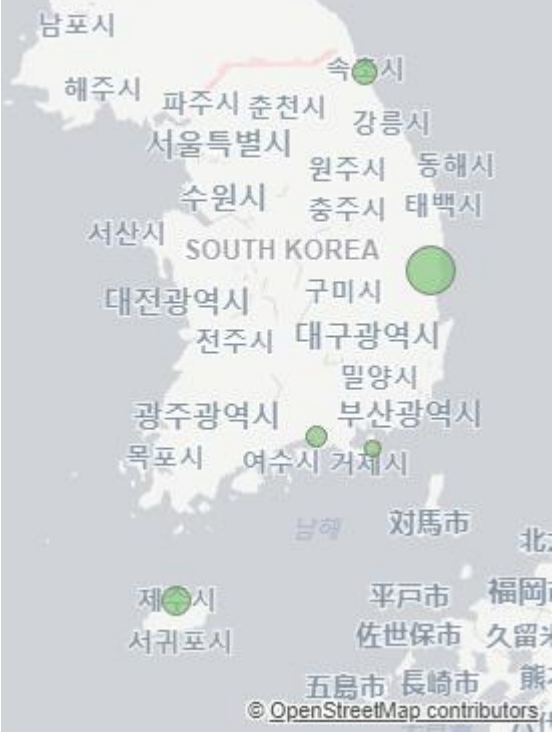 남포시
속초시
해주시
파주시 춘천시
강릉시
서울특별시
원주시 동해시
수원시
충주시 태백시
서산시
SOUTH KOREA
대전광역시 구미시
전주시 대구광역시
밀양시
광주광역시 부산광역시
목포시 여수시 거제시
남해 対馬市
제주시 平戸市
서귀포시 佐世保市
五島市 長崎市
© OpenStreetMap contributors